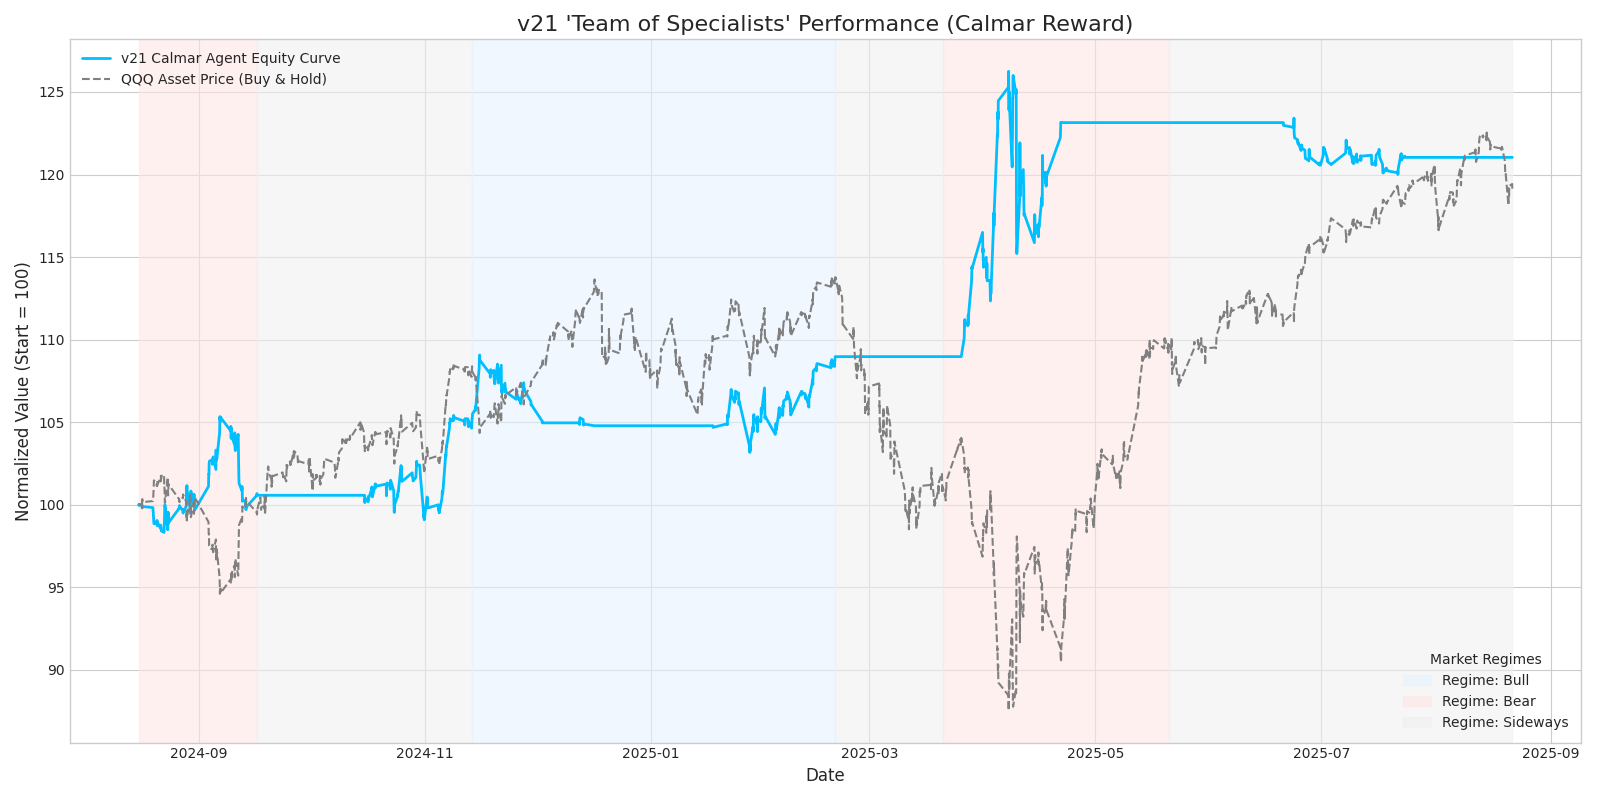 v21 'Team of Specialists' Performance (Calmar Reward)
v21 Calmar Agent Equity Curve
QQQ Asset Price (Buy & Hold)
Normalized Value (Start = 100)
125
120
115
110
105
100
95
90
Market Regimes
Regime: Bull
Regime: Bear
Regime: Sideways
2024-09 2024-11 2025-01 2025-03 2025-05 2025-07 2025-09
Date